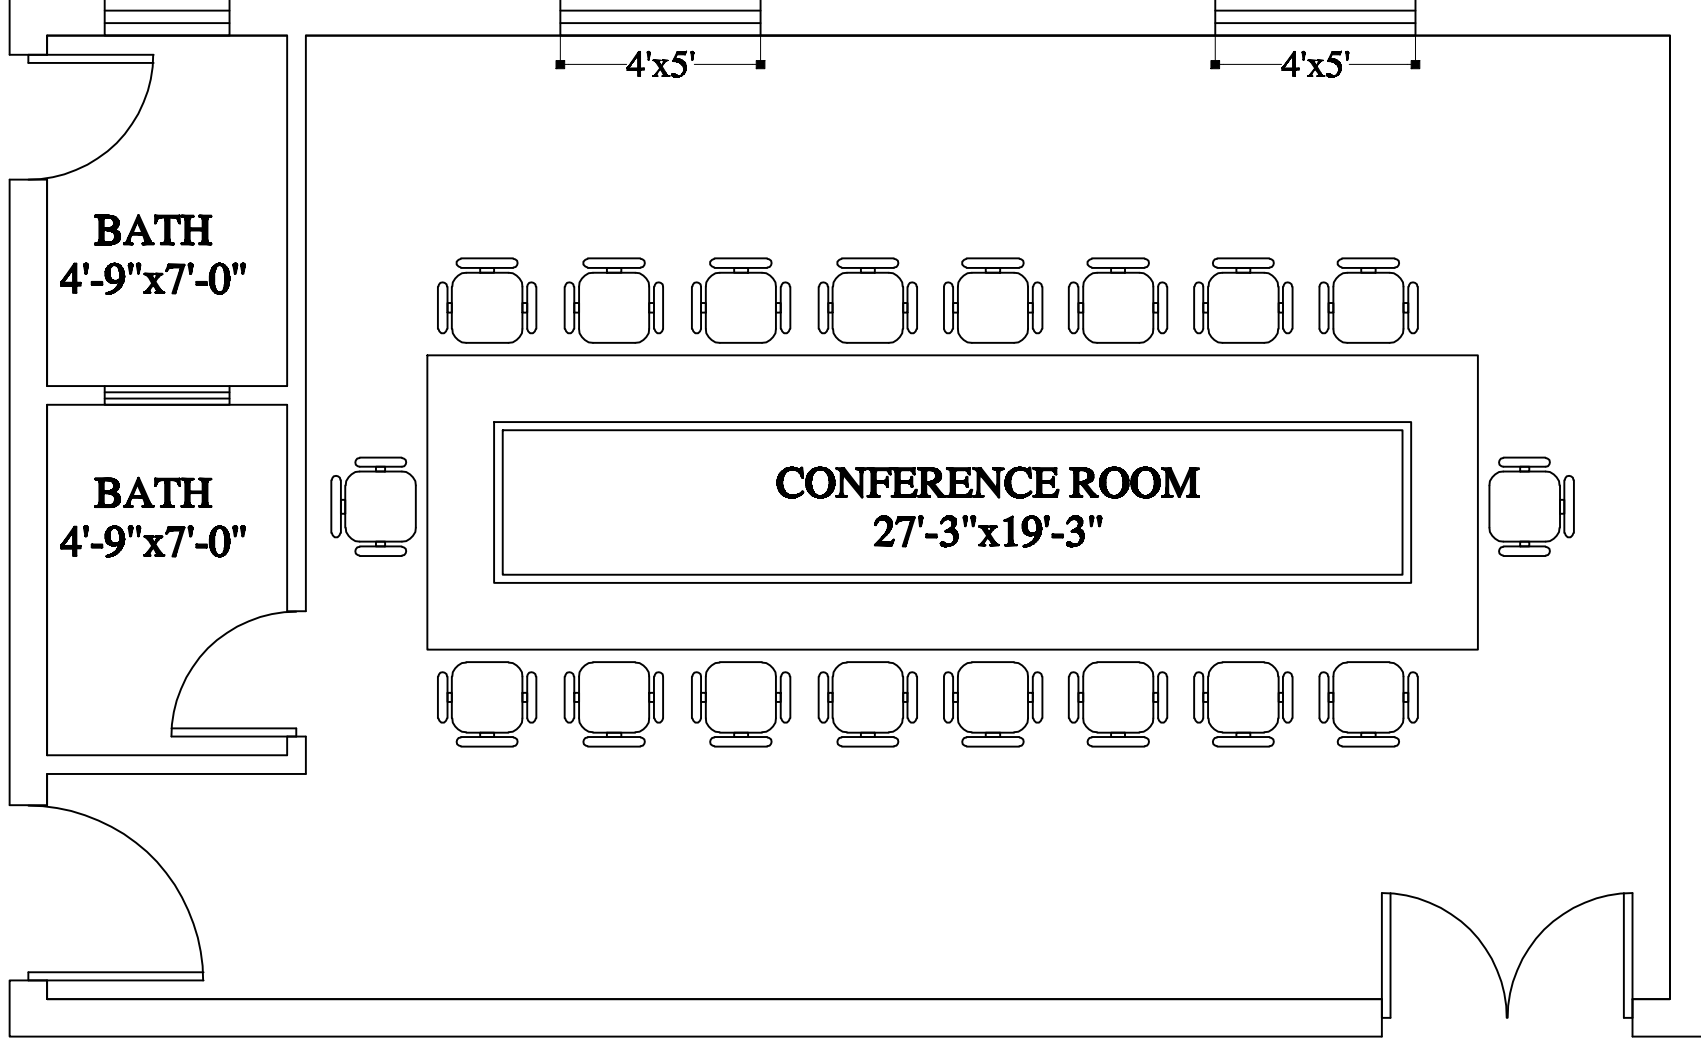 4'x5'
4'x5'
BATH
4'-9"x7'-0"
BATH
4'-9"x7'-0"
CONFERENCE ROOM
27'-3"x19'-3"